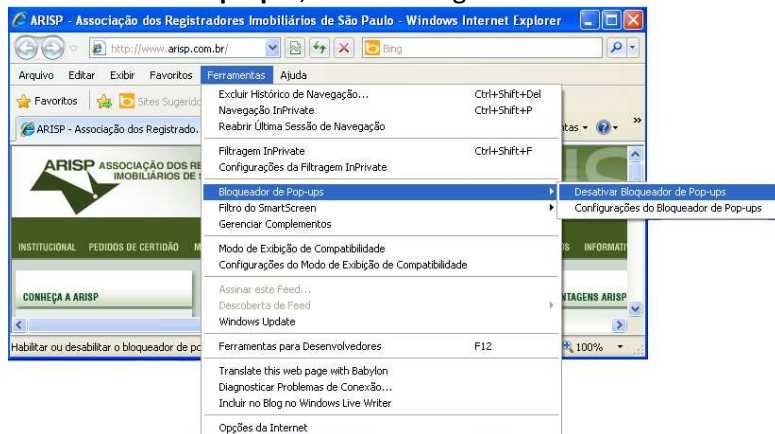 ARISP - Associação dos Registradores Imobiliários de São Paulo - Windows Internet Explorer
http://www.arisp.com.br/
Bing
Arquivo Editar Exibir Favoritos Ferramentas Ajuda
Favoritos Sites Sugerido
ARISP - Associação dos Registrado.
ntas
ARISP ASSOCIAÇÃO DOS RE
IMOBILIÁRIOS DE
INSTITUCIONAL PEDIDOS DE CERTIDÃO M
S INFORMATI
CONHEÇA A ARISP
NTAGENS ARISP
Habilitar ou desabilitar o bloqueador de po
100%
Excluir Histórico de Navegação... Ctrl+Shift+Del
Navegação InPrivate Ctrl+Shift+P
Reabrir Última Sessão de Navegação
Filtragem InPrivate Ctrl+Shift+F
Configurações da Filtragem InPrivate
Bloqueador de Pop-ups
Filtro do SmartScreen
Gerenciar Complementos
Modo de Exibição de Compatibilidade
Configurações do Modo de Exibição de Compatibilidade
Assinar este Feed...
Descoberta de Feed
Windows Update
Ferramentas para Desenvolvedores F12
Translate this web page with Babylon
Diagnosticar Problemas de Conexão...
Incluir no Blog no Windows Live Writer
Opções da Internet
Desativar Bloqueador de Pop-ups
Configurações do Bloqueador de Pop-ups